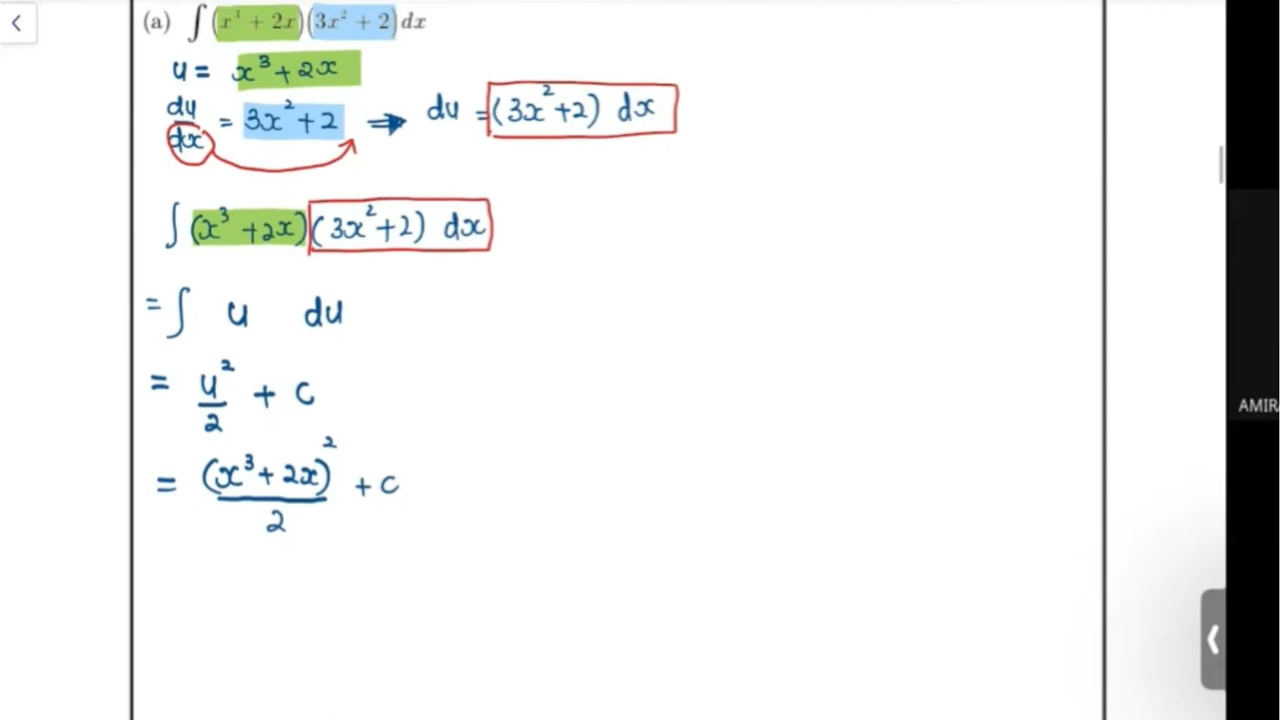 (a) ∫ (x³ + 2x)(3x² + 2) dx
u = x³ + 2x
du/dx = 3x² + 2 ⇒ du = (3x² + 2) dx
∫ (x³ + 2x)(3x² + 2) dx
= ∫ u du
= u²/2 + c
= (x³ + 2x)²/2 + c
AMIRA